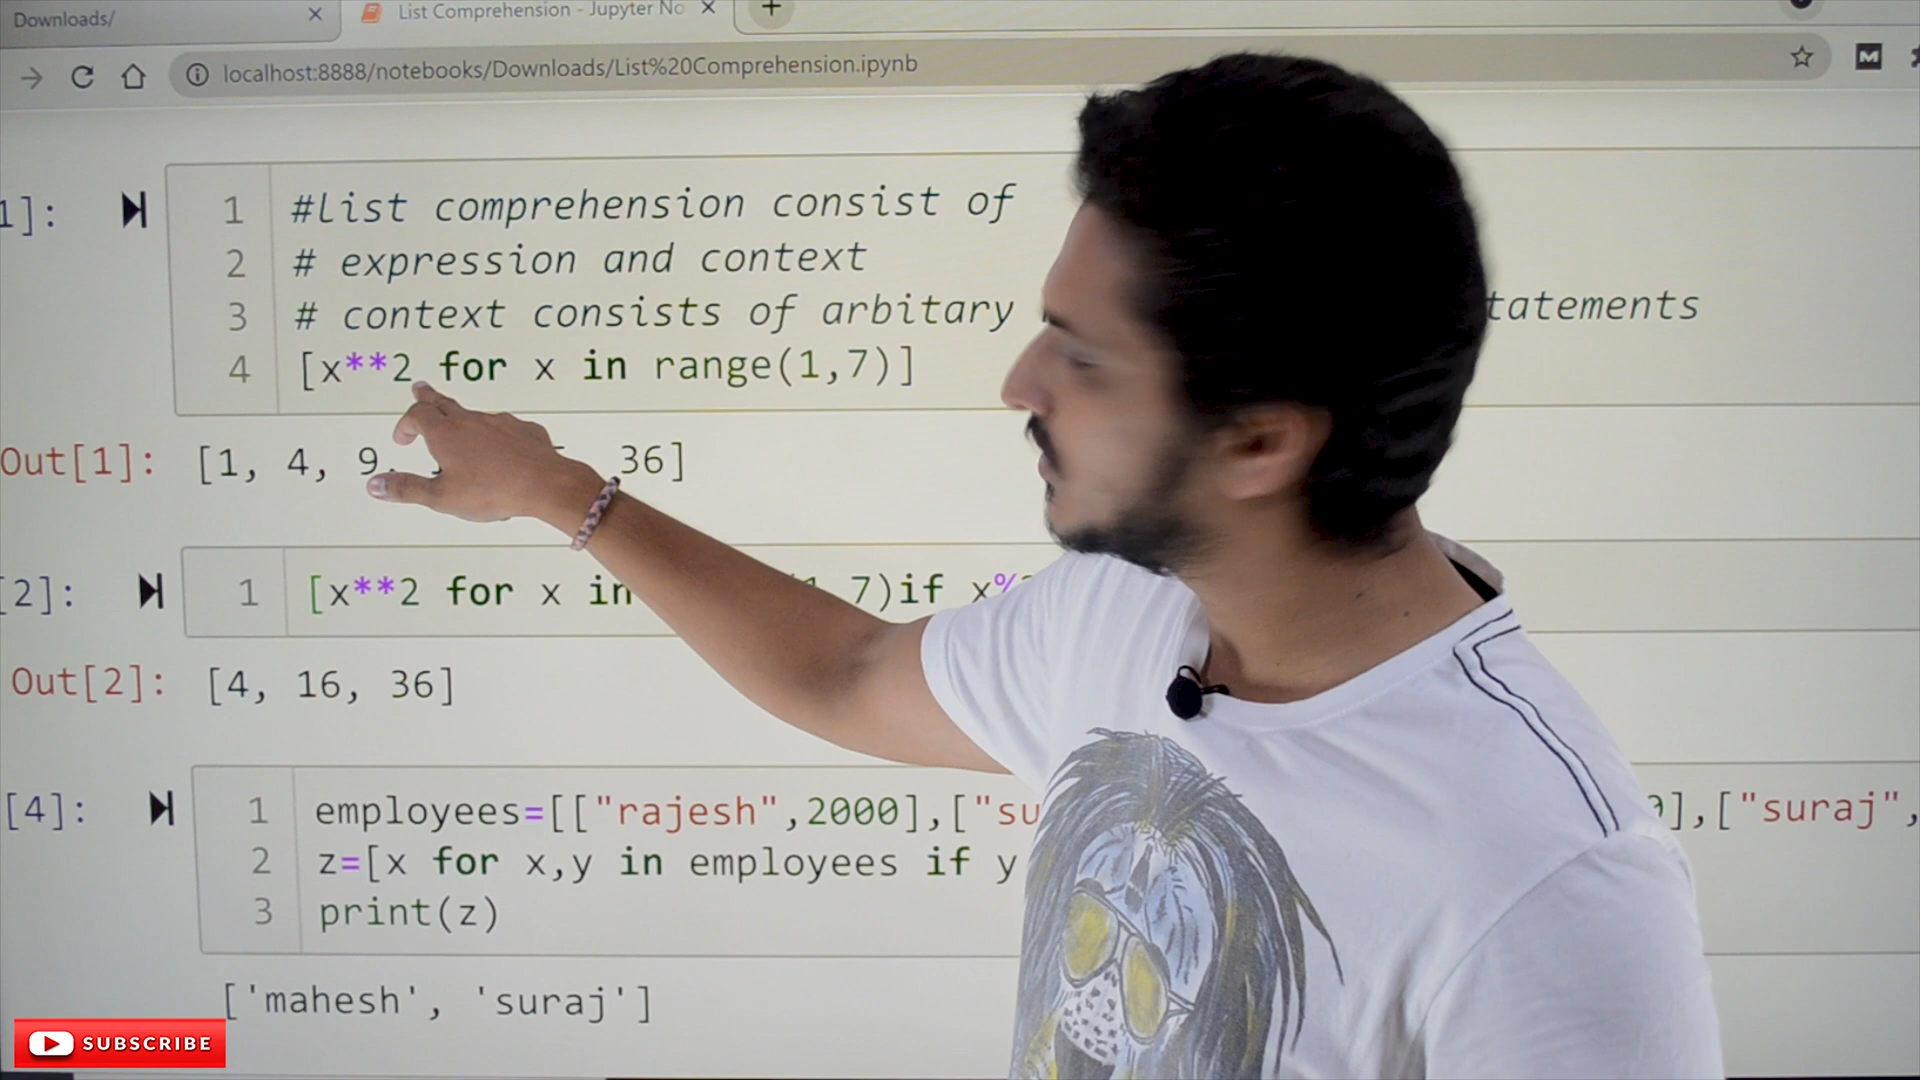 Downloads/
List Comprehension - Jupyter No
localhost:8888/notebooks/Downloads/List%20Comprehension.ipynb
1]:
1 #List comprehension consist of
2 # expression and context
3 # context consists of arbitary tatements
4 [x**2 for x in range(1,7)]
Out[1]: [1, 4, 9, 36]
[2]: 1 [x**2 for x in 7)if x%
Out[2]: [4, 16, 36]
[4]:
1 employees=[["rajesh",2000],["su ],["suraj",
2 z=[x for x,y in employees if y
3 print(z)
['mahesh', 'suraj']
SUBSCRIBE